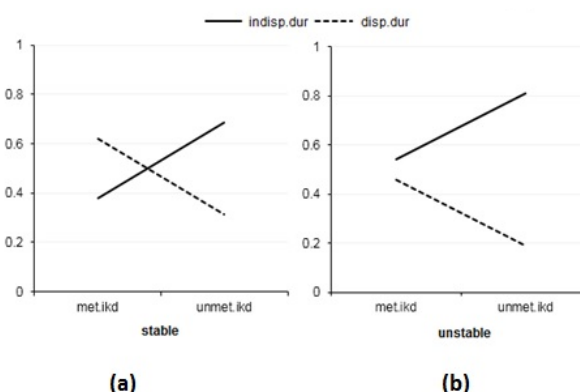 indisp.dur disp.dur
1
0.8
0.6
0.4
0.2
0
met.ikd unmet.ikd
stable
(a)
1
0.8
0.6
0.4
0.2
0
met.ikd unmet.ikd
unstable
(b)